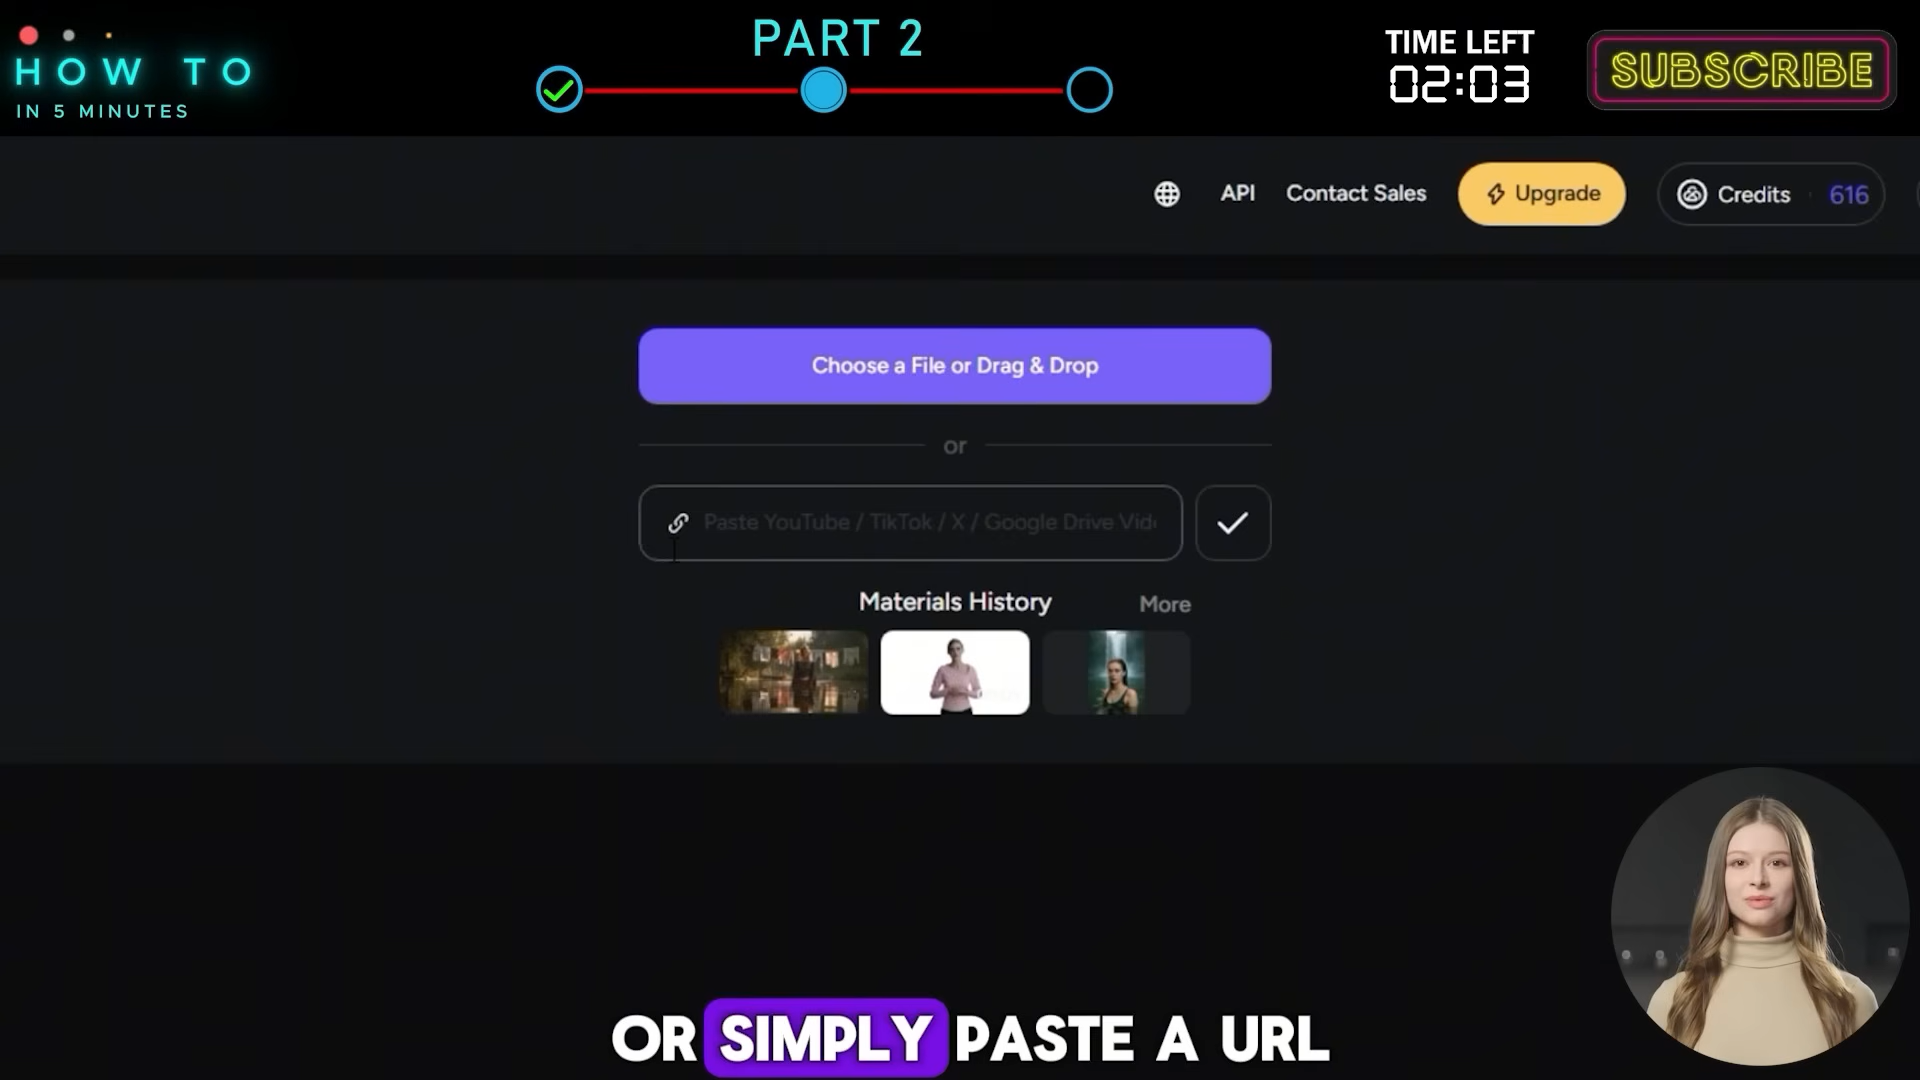 HOW TO
IN 5 MINUTES
PART 2
TIME LEFT
02:03
SUBSCRIBE
API
Contact Sales
Upgrade
Credits
616
Choose a File or Drag & Drop
or
Paste YouTube / TikTok / X / Google Drive Vid
Materials History
More
OR SIMPLY PASTE A URL